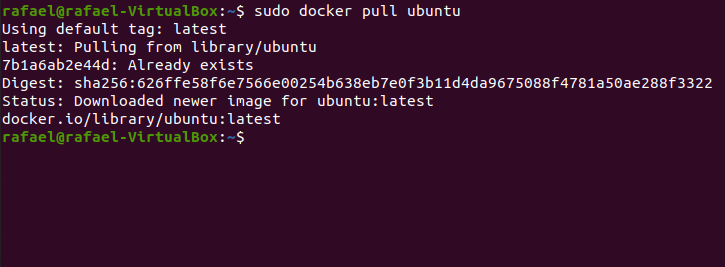 rafael@rafael-VirtualBox:~$ sudo docker pull ubuntu
Using default tag: latest
latest: Pulling from library/ubuntu
7b1a6ab2e44d: Already exists
Digest: sha256:626ffe58f6e7566e00254b638eb7e0f3b11d4da9675088f4781a50ae288f3322
Status: Downloaded newer image for ubuntu:latest
docker.io/library/ubuntu:latest
rafael@rafael-VirtualBox:~$